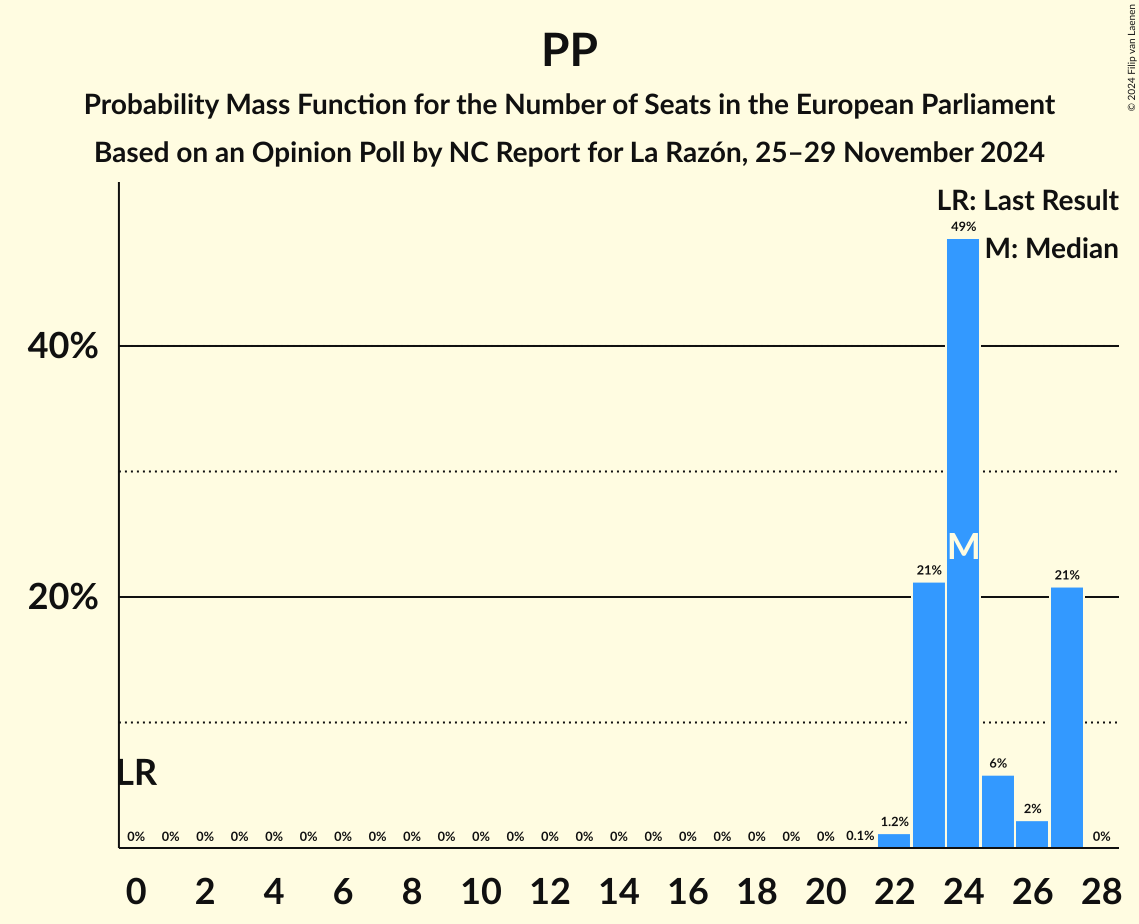 PP
Probability Mass Function for the Number of Seats in the European Parliament
Based on an Opinion Poll by NC Report for La Razón, 25–29 November 2024
© 2024 Filip van Laenen
LR: Last Result
M: Median
49%
40%
M
21%
21%
20%
LR
6%
2%
1.2%
0% 0% 0% 0% 0% 0% 0% 0% 0% 0% 0% 0% 0% 0% 0% 0% 0% 0% 0% 0% 0% 0.1% 0%
0 2 4 6 8 10 12 14 16 18 20 22 24 26 28